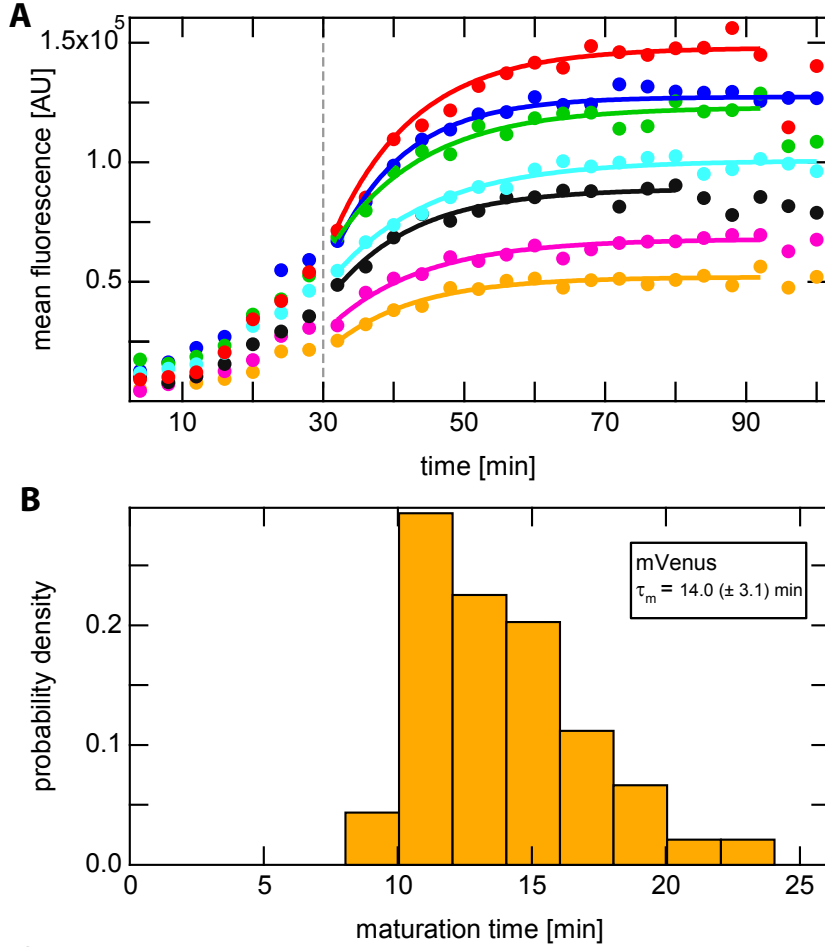 A
1.5x10⁵
1.0
0.5
mean fluorescence [AU]
10 30 50 70 90
time [min]
B
0.2
0.1
0.0
probability density
mVenus
τm = 14.0 (± 3.1) min
0 5 10 15 20 25
maturation time [min]